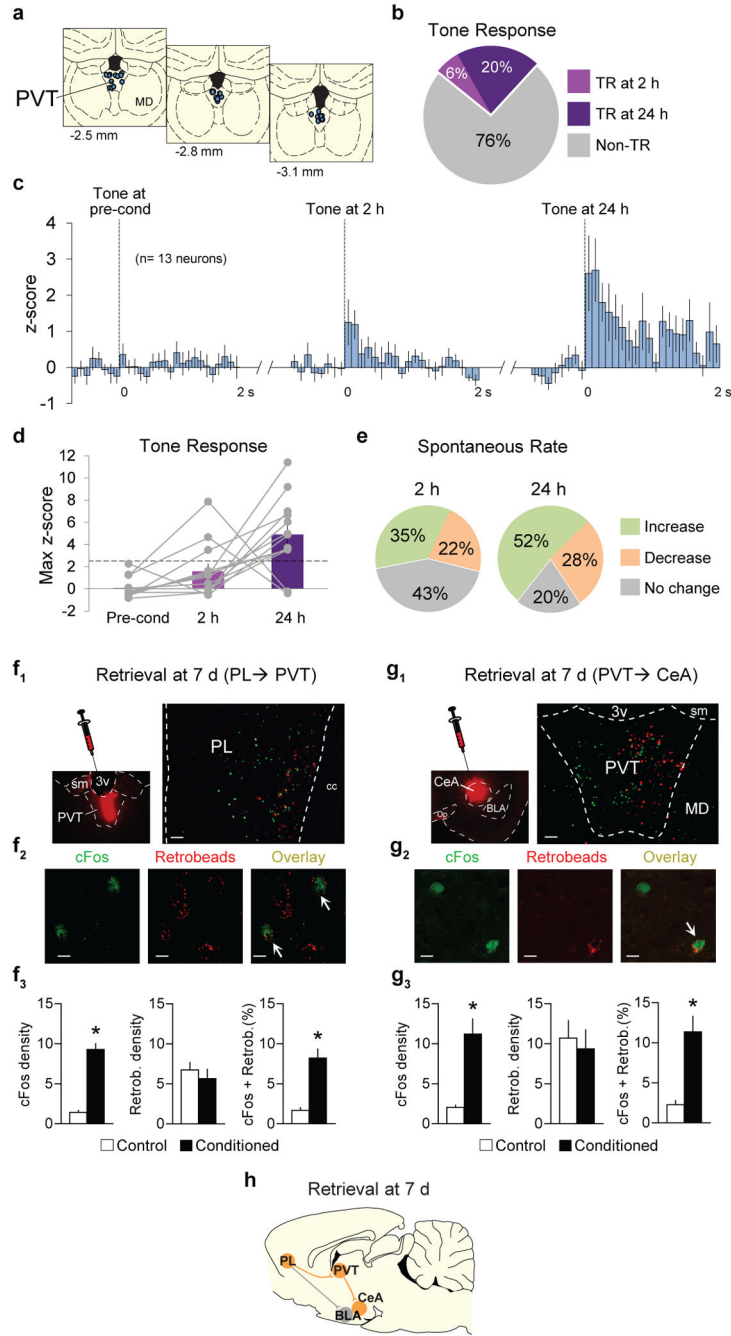 a
PVT
MD
-2.5 mm
-2.8 mm
-3.1 mm
b
Tone Response
6%
20%
76%
TR at 2 h
TR at 24 h
Non-TR
c
Tone at
pre-cond
Tone at 2 h
Tone at 24 h
(n= 13 neurons)
z-score
4
3
2
1
0
-1
0
2 s
0
2 s
0
2 s
d
Tone Response
Max z-score
12
10
8
6
4
2
0
-2
Pre-cond
2 h
24 h
e
Spontaneous Rate
2 h
24 h
35%
22%
43%
52%
28%
20%
Increase
Decrease
No change
f1
Retrieval at 7 d (PL→ PVT)
sm
3v
PVT
PL
cc
f2
cFos
Retrobeads
Overlay
f3
cFos density
15
10
5
0
*
Retrob. density
15
10
5
0
cFos + Retrob.(%)
15
10
5
0
*
Control
Conditioned
g1
Retrieval at 7 d (PVT→ CeA)
CeA
BLA
Op
3v
sm
PVT
MD
g2
cFos
Retrobeads
Overlay
g3
cFos density
15
10
5
0
*
Retrob. density
15
10
5
0
cFos + Retrob.(%)
15
10
5
0
*
Control
Conditioned
h
Retrieval at 7 d
PL
PVT
CeA
BLA